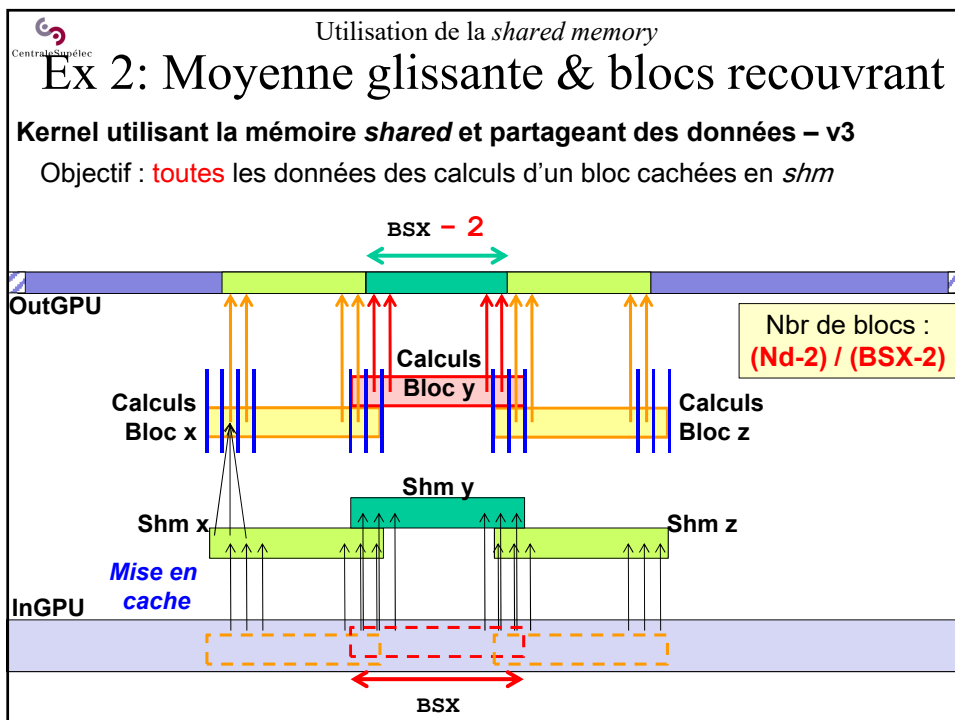 CentraleSupélec
Utilisation de la shared memory
Ex 2: Moyenne glissante & blocs recouvrant
Kernel utilisant la mémoire shared et partageant des données – v3
Objectif : toutes les données des calculs d'un bloc cachées en shm
BSX - 2
OutGPU
Nbr de blocs :
(Nd-2) / (BSX-2)
Calculs
Bloc y
Calculs
Bloc x
Calculs
Bloc z
Shm y
Shm x
Shm z
Mise en
cache
InGPU
BSX